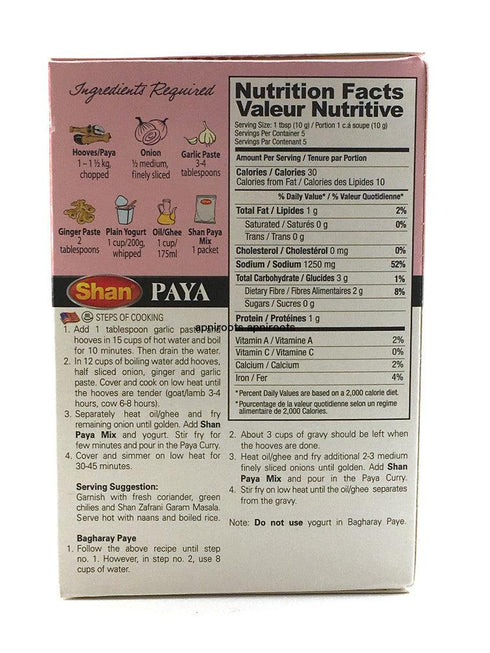 Ingredients Required
Hooves/Paya
1 – 1 ½ kg,
chopped
Onion
½ medium,
finely sliced
Garlic Paste
3-4
tablespoons
Ginger Paste
2
tablespoons
Plain Yogurt
1 cup/200g,
whipped
Oil/Ghee
1 cup/
175ml
Shan Paya
Mix
1 packet
Shan PAYA
STEPS OF COOKING
1. Add 1 tablespoon garlic paste
hooves in 15 cups of hot water and boil
for 10 minutes. Then drain the water.
2. In 12 cups of boiling water add hooves,
half sliced onion, ginger and garlic
paste. Cover and cook on low heat until
the hooves are tender (goat/lamb 3-4
hours, cow 6-8 hours).
3. Separately heat oil/ghee and fry
remaining onion until golden. Add Shan
Paya Mix and yogurt. Stir fry for
few minutes and pour in the Paya Curry.
4. Cover and simmer on low heat for
30-45 minutes.
Serving Suggestion:
Garnish with fresh coriander, green
chilies and Shan Zafrani Garam Masala.
Serve hot with naans and boiled rice.
Bagharay Paye
1. Follow the above recipe until step
no. 1. However, in step no. 2, use 8
cups of water.
appiroots appiroots
Nutrition Facts
Valeur Nutritive
Serving Size: 1 tbsp (10 g) / Portion 1 c.à soupe (10 g)
Servings Per Container 5
Servings Par Contenant 5
Amount Per Serving / Tenure par Portion
Calories / Calories 30
Calories from Fat / Calories des Lipides 10
% Daily Value* / % Valeur Quotidienne*
Total Fat / Lipides 1 g 2%
Saturated / Saturés 0 g 0%
Trans / Trans 0 g
Cholesterol / Cholestérol 0 mg 0%
Sodium / Sodium 1250 mg 52%
Total Carbohydrate / Glucides 3 g 1%
Dietary Fibre / Fibres Alimentaires 2 g 8%
Sugars / Sucres 0 g
Protein / Protéines 1 g
Vitamin A / Vitamine A 2%
Vitamin C / Vitamine C 0%
Calcium / Calcium 2%
Iron / Fer 4%
*Percent Daily Values are based on a 2,000 calorie diet.
*Pourcentage de la valeur quotidienne selon un regime
alimentaire de 2,000 Calories.
2. About 3 cups of gravy should be left when
the hooves are done.
3. Heat oil/ghee and fry additional 2-3 medium
finely sliced onions until golden. Add Shan
Paya Mix and pour in the Paya Curry.
4. Stir fry on low heat until the oil/ghee separates
from the gravy.
Note: Do not use yogurt in Bagharay Paye.